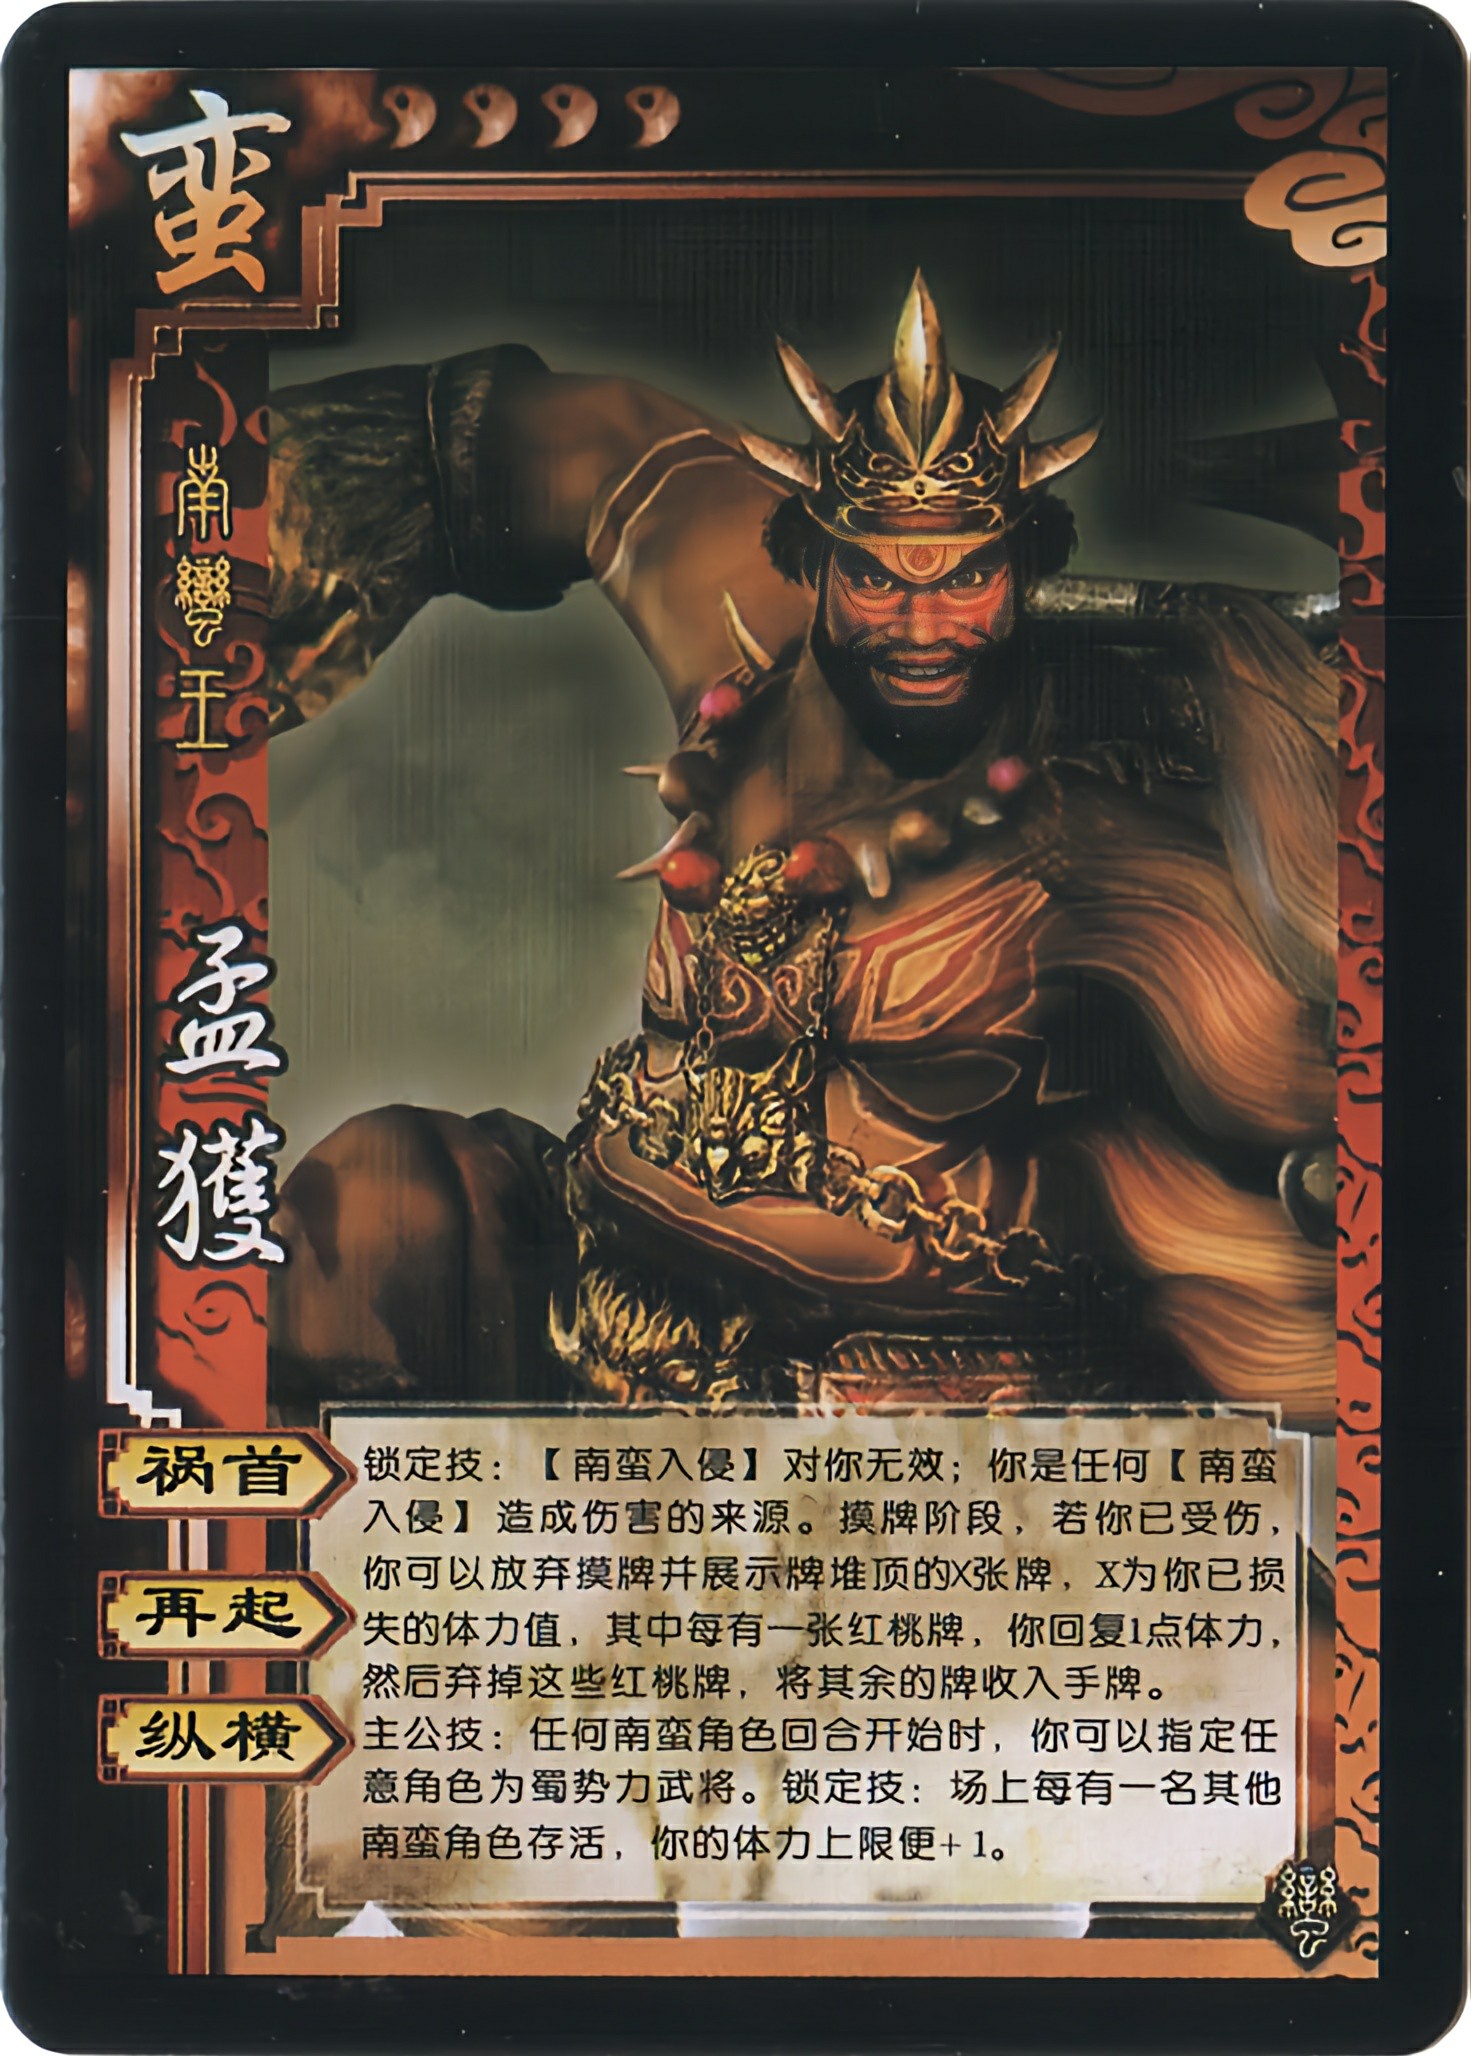 蛮
南蠻王
孟獲
祸首
锁定技：【南蛮入侵】对你无效；你是任何【南蛮
入侵】造成伤害的来源。摸牌阶段，若你已受伤，
你可以放弃摸牌并展示牌堆顶的X张牌，X为你已损
再起
失的体力值，其中每有一张红桃牌，你回复1点体力，
然后弃掉这些红桃牌，将其余的牌收入手牌。
纵横
主公技：任何南蛮角色回合开始时，你可以指定任
意角色为蜀势力武将。锁定技：场上每有一名其他
南蛮角色存活，你的体力上限便+1。
蠻